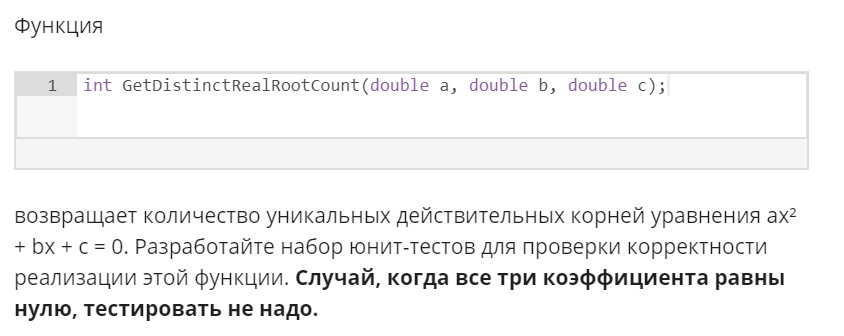 Функция
1 int GetDistinctRealRootCount(double a, double b, double c);
возвращает количество уникальных действительных корней уравнения ax²
+ bx + c = 0. Разработайте набор юнит-тестов для проверки корректности
реализации этой функции. Случай, когда все три коэффициента равны
нулю, тестировать не надо.